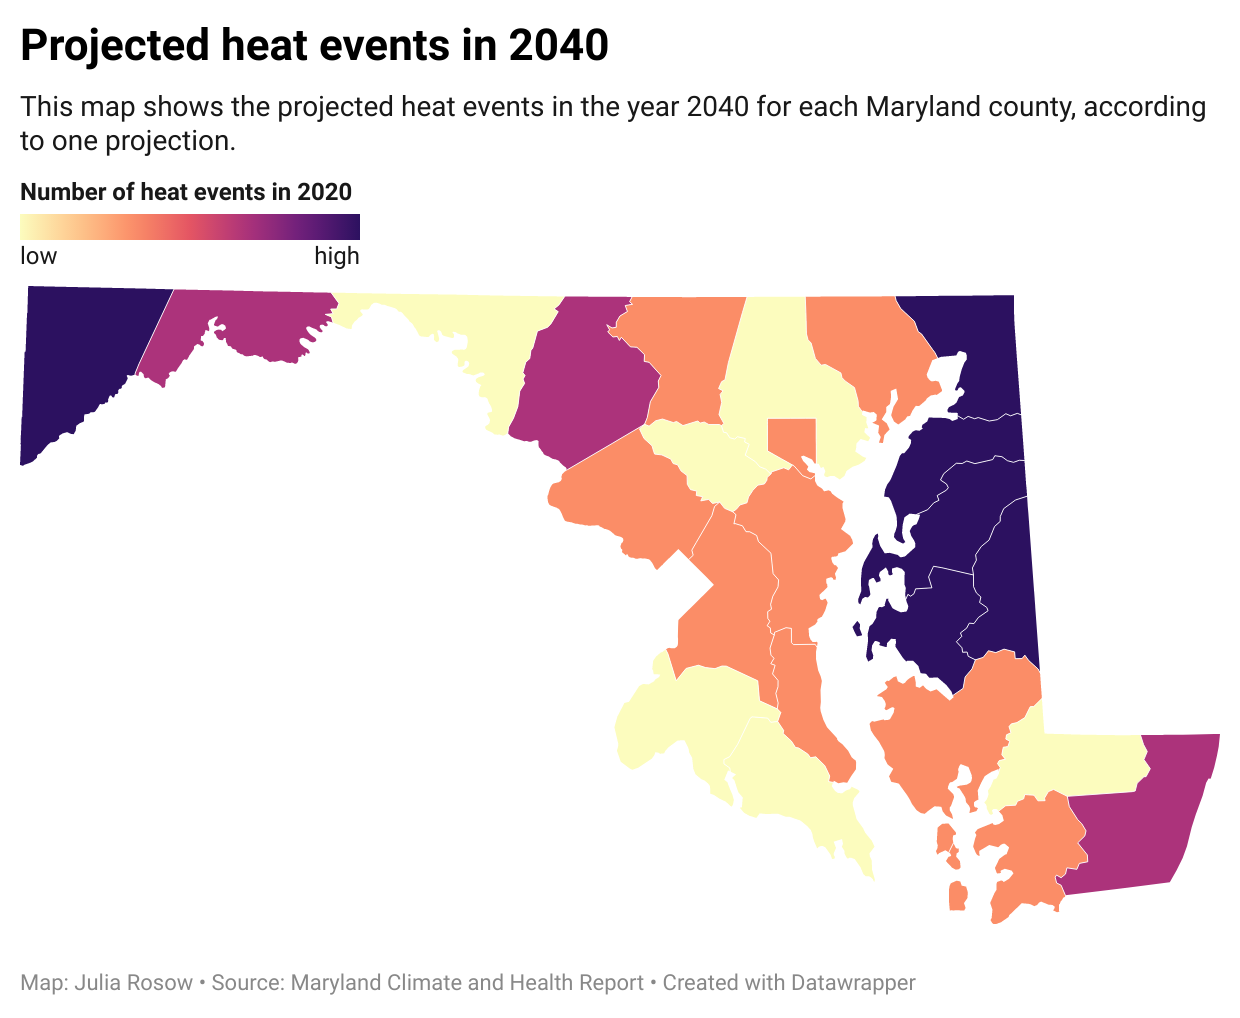 Projected heat events in 2040
This map shows the projected heat events in the year 2040 for each Maryland county, according
to one projection.
Number of heat events in 2020
low high
Map: Julia Rosow • Source: Maryland Climate and Health Report • Created with Datawrapper